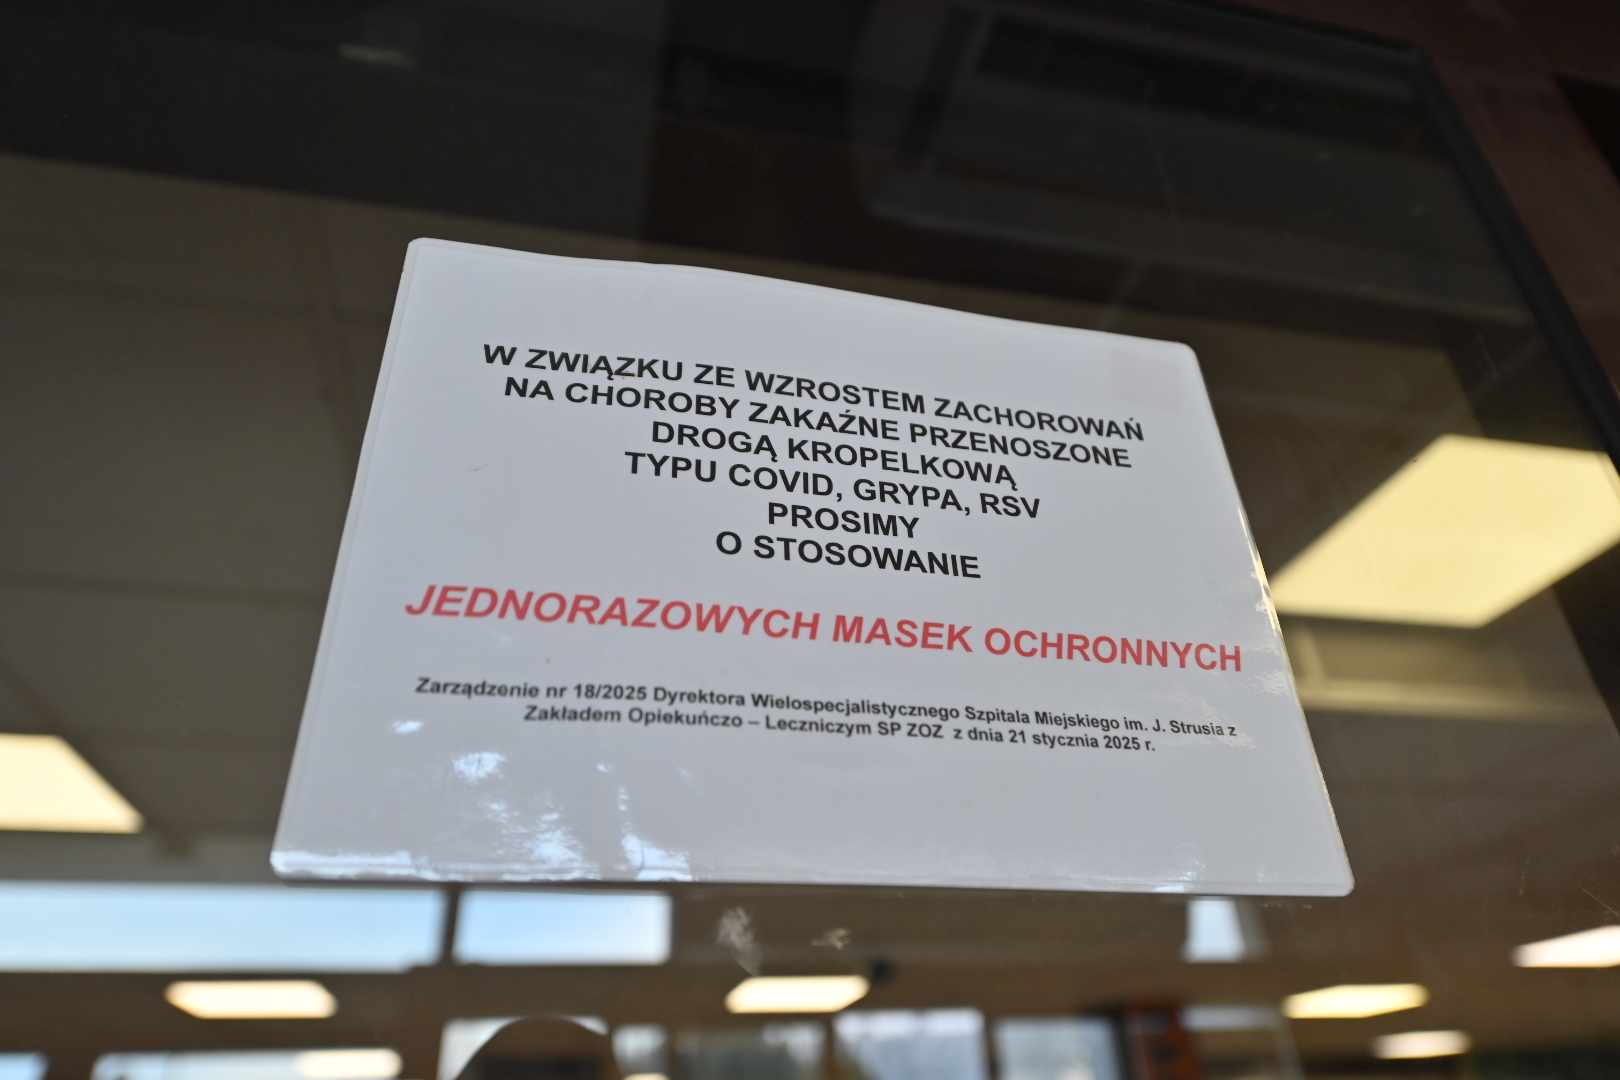 W ZWIĄZKU ZE WZROSTEM ZACHOROWAŃ
NA CHOROBY ZAKAŹNE PRZENOSZONE
DROGĄ KROPELKOWĄ
TYPU COVID, GRYPA, RSV
PROSIMY
O STOSOWANIE
JEDNORAZOWYCH MASEK OCHRONNYCH
Zarządzenie nr 18/2025 Dyrektora Wielospecjalistycznego Szpitala Miejskiego im. J. Strusia z
Zakładem Opiekuńczo – Leczniczym SP ZOZ z dnia 21 stycznia 2025 r.